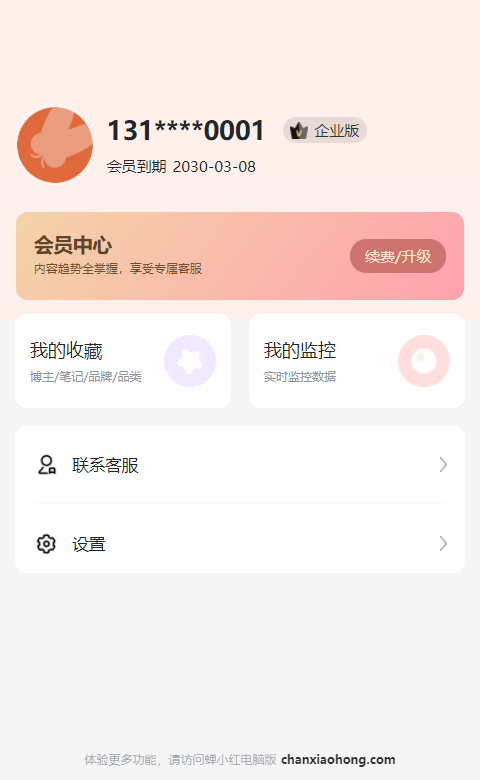 131****0001 企业版
会员到期 2030-03-08
会员中心
内容趋势全掌握，享受专属客服
续费/升级
我的收藏
博主/笔记/品牌/品类
我的监控
实时监控数据
联系客服
设置
体验更多功能，请访问蝉小红电脑版 chanxiaohong.com